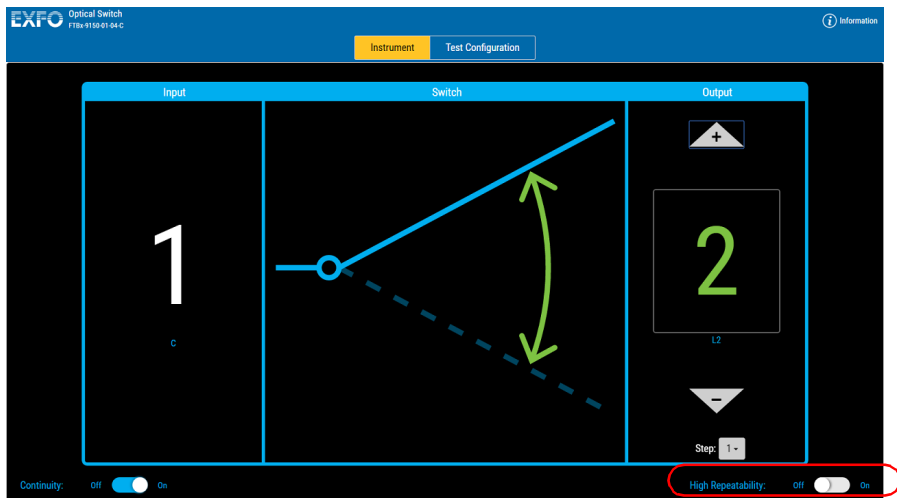 EXFO Optical Switch
FTBx-9150-01-04-C
Information
Instrument Test Configuration
Input Switch Output
+
1 2
C L2
−
Step: 1
Continuity: Off On High Repeatability: Off On